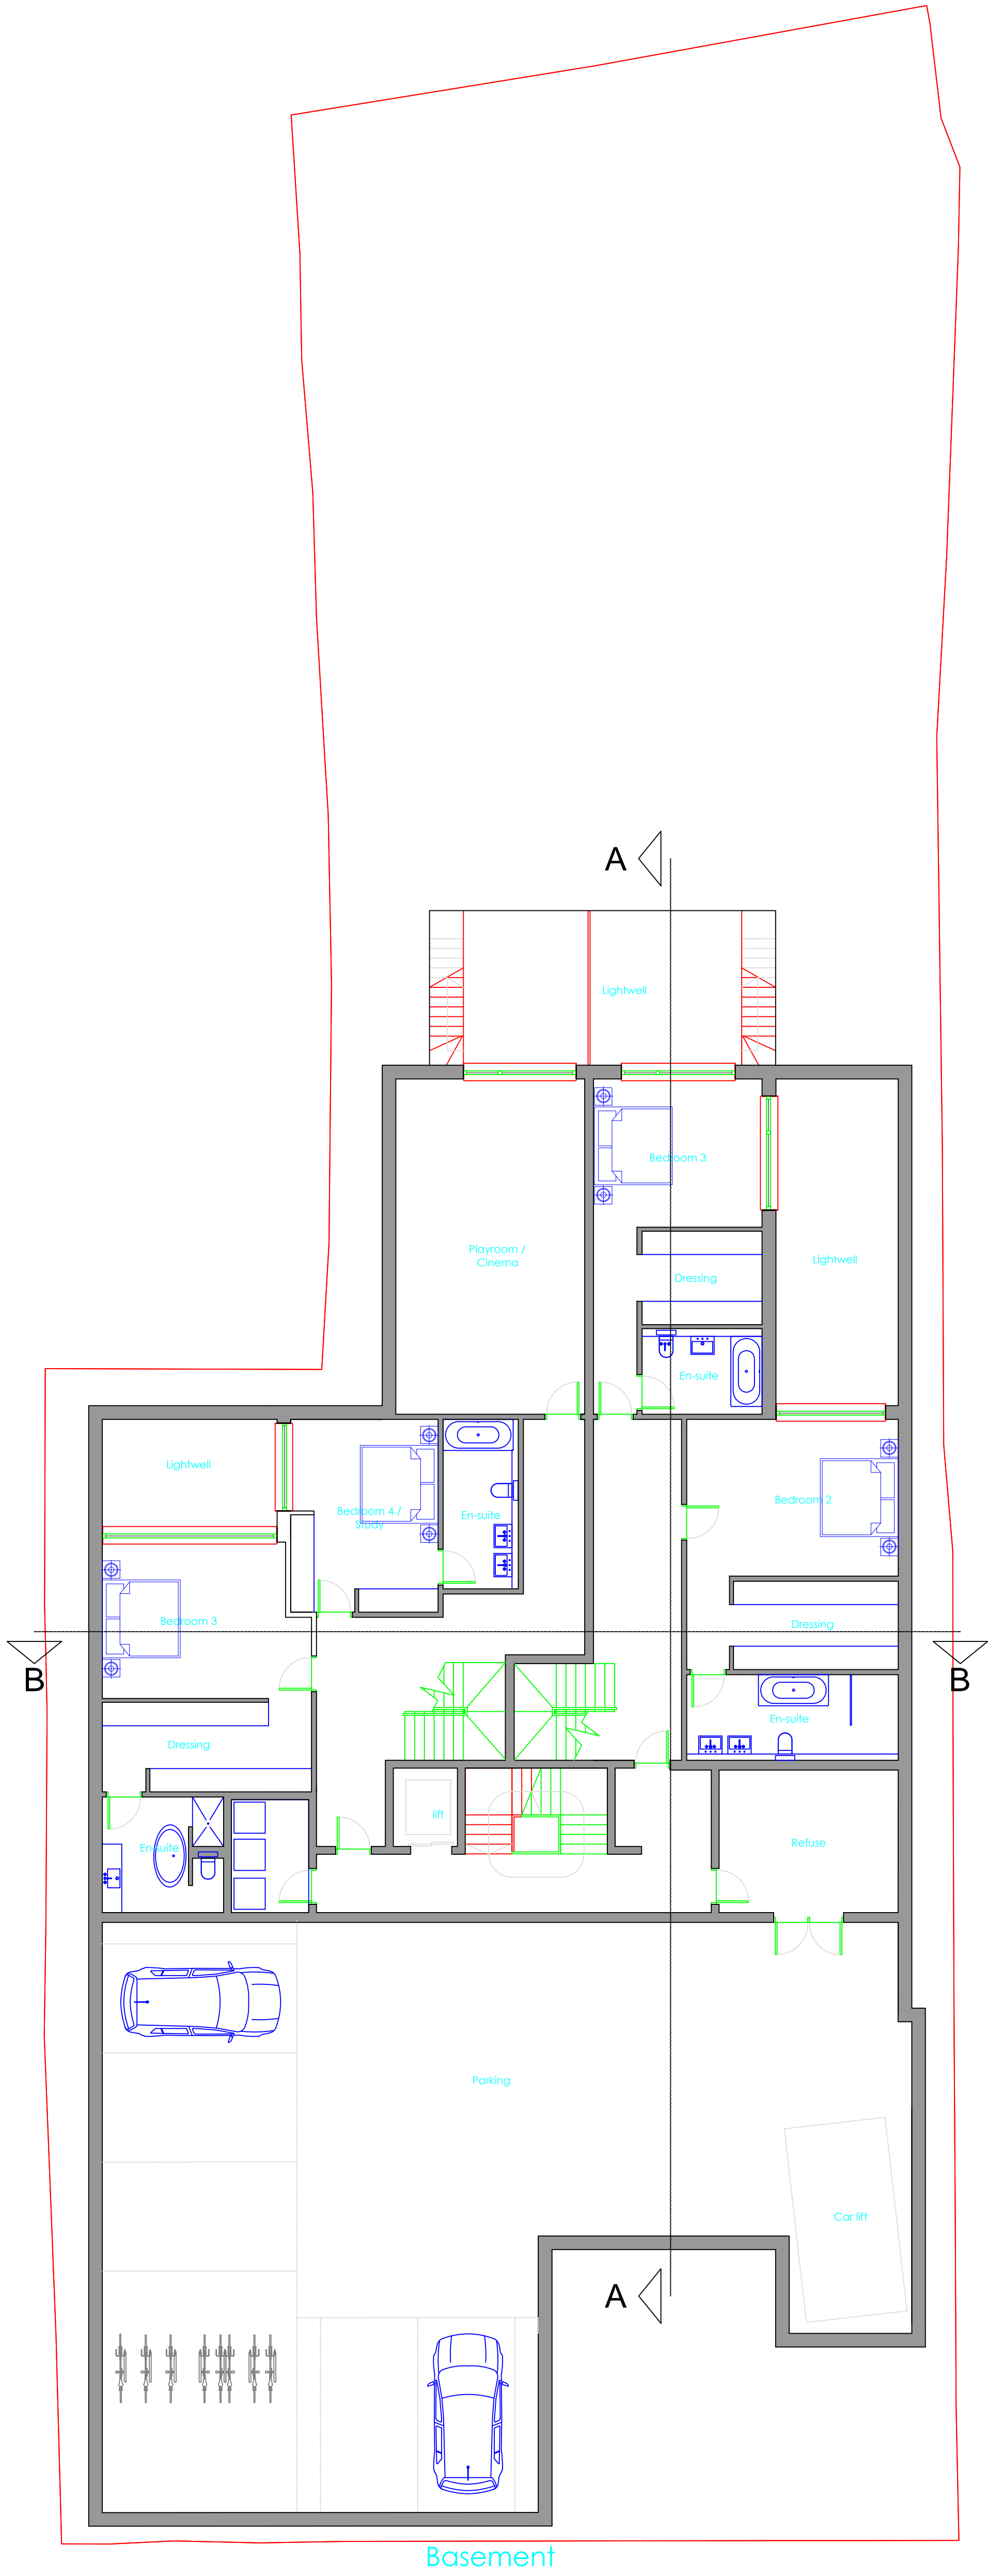 A
Lightwell
Bedroom 3
Playroom /
Cinema
Lightwell
Dressing
En-suite
Lightwell
Bedroom 4 /
Study
En-suite
Bedroom 2
Bedroom 3
Dressing
B
B
En-suite
Dressing
lift
En-suite
Refuse
Parking
Car lift
A
Basement